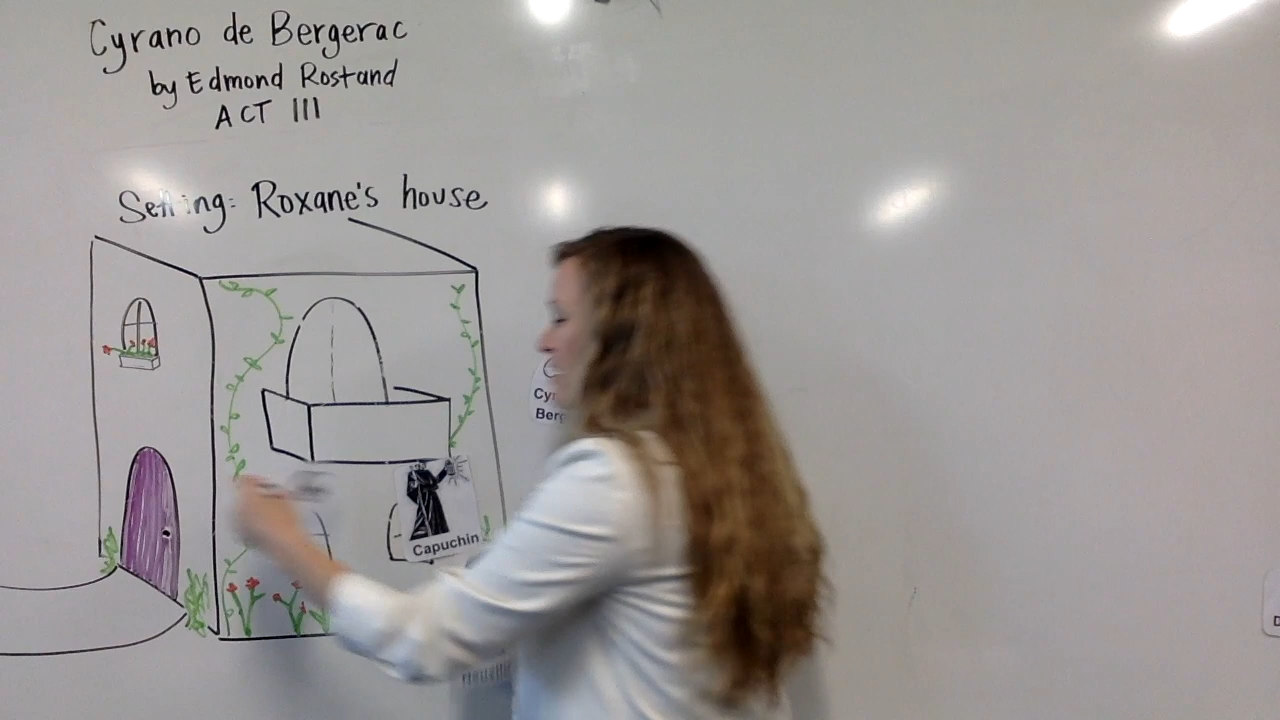 Cyrano de Bergerac
by Edmond Rostand
ACT III
Setting: Roxane's house
Capuchin